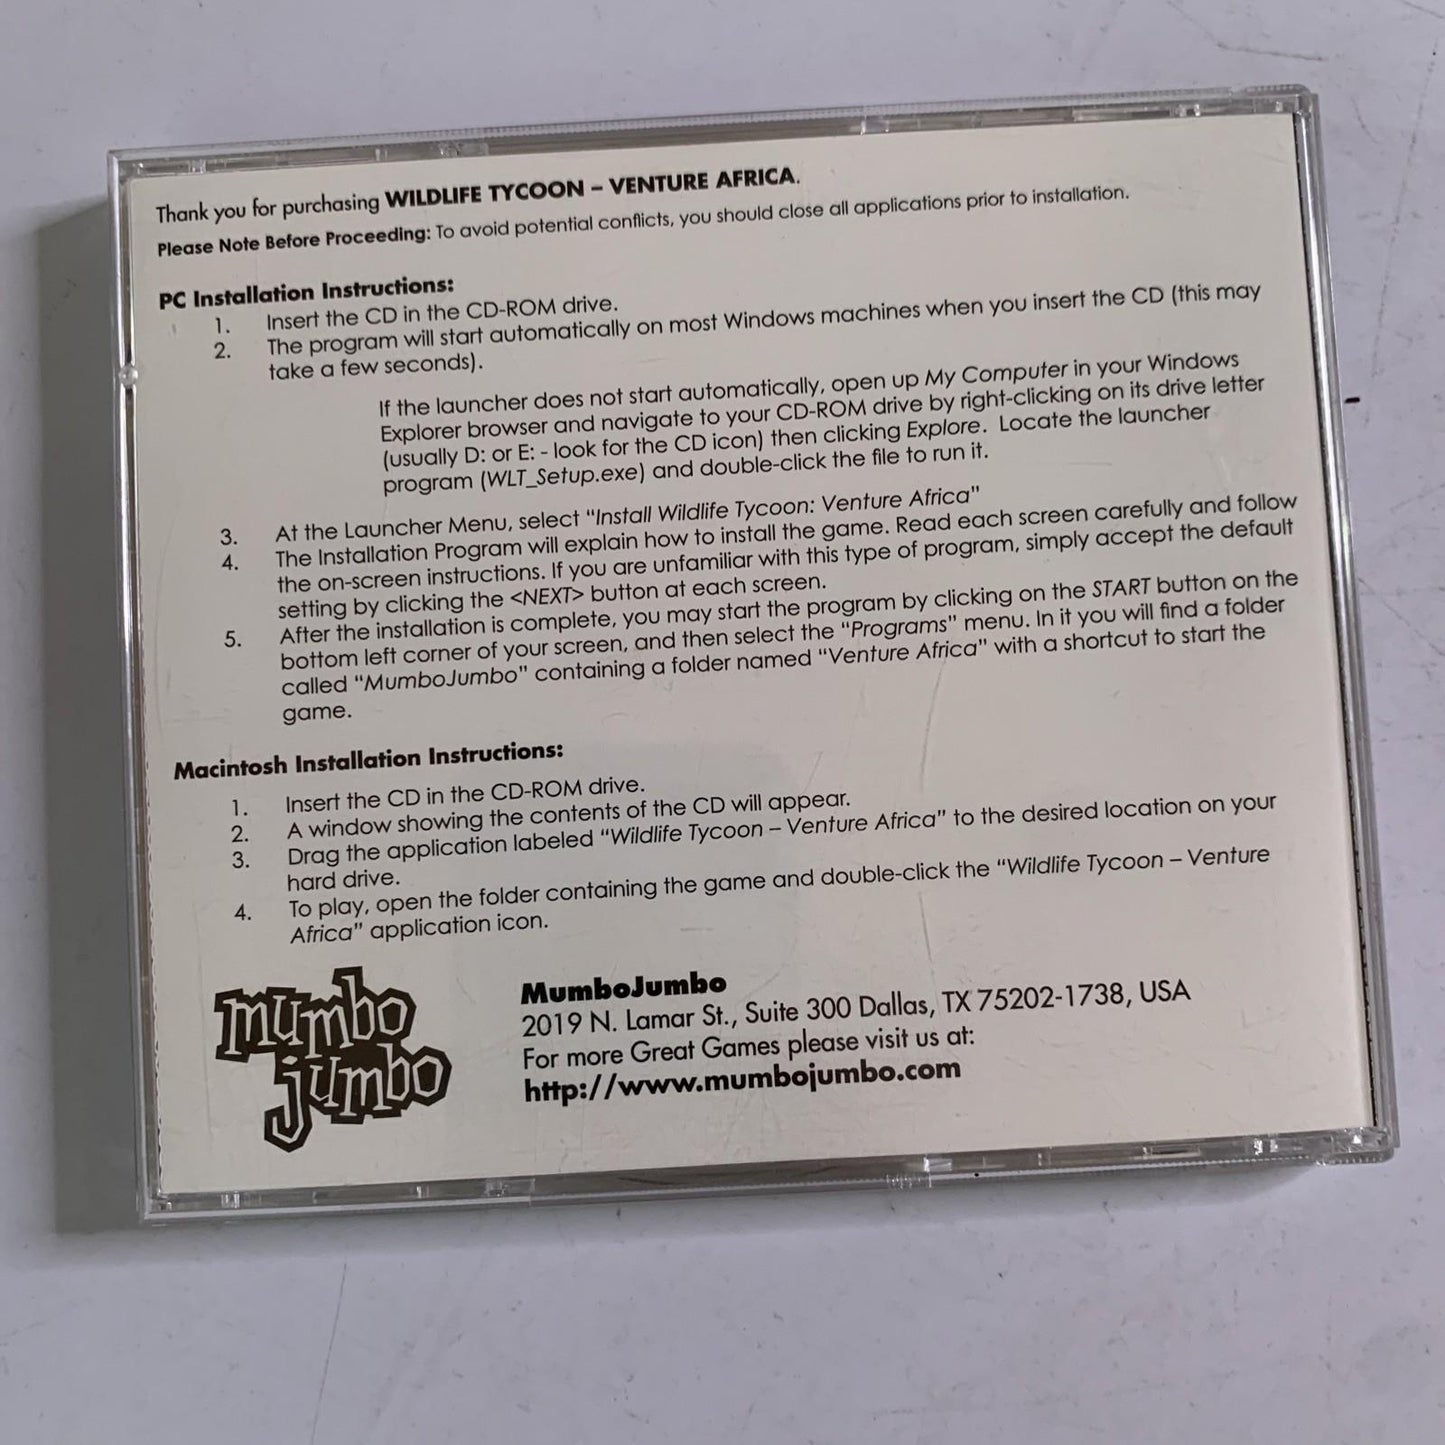 Thank you for purchasing WILDLIFE TYCOON – VENTURE AFRICA.
Please Note Before Proceeding: To avoid potential conflicts, you should close all applications prior to installation.
PC Installation Instructions:
1. Insert the CD in the CD-ROM drive.
2. The program will start automatically on most Windows machines when you insert the CD (this may
take a few seconds).
If the launcher does not start automatically, open up My Computer in your Windows
Explorer browser and navigate to your CD-ROM drive by right-clicking on its drive letter
(usually D: or E: - look for the CD icon) then clicking Explore. Locate the launcher
program (WLT_Setup.exe) and double-click the file to run it.
3. At the Launcher Menu, select “Install Wildlife Tycoon: Venture Africa”
4. The Installation Program will explain how to install the game. Read each screen carefully and follow
the on-screen instructions. If you are unfamiliar with this type of program, simply accept the default
setting by clicking the <NEXT> button at each screen.
5. After the installation is complete, you may start the program by clicking on the START button on the
bottom left corner of your screen, and then select the “Programs” menu. In it you will find a folder
called “MumboJumbo” containing a folder named “Venture Africa” with a shortcut to start the
game.
Macintosh Installation Instructions:
1. Insert the CD in the CD-ROM drive.
2. A window showing the contents of the CD will appear.
3. Drag the application labeled “Wildlife Tycoon – Venture Africa” to the desired location on your
hard drive.
4. To play, open the folder containing the game and double-click the “Wildlife Tycoon – Venture
Africa” application icon.
mumbo
jumbo
MumboJumbo
2019 N. Lamar St., Suite 300 Dallas, TX 75202-1738, USA
For more Great Games please visit us at:
http://www.mumbojumbo.com